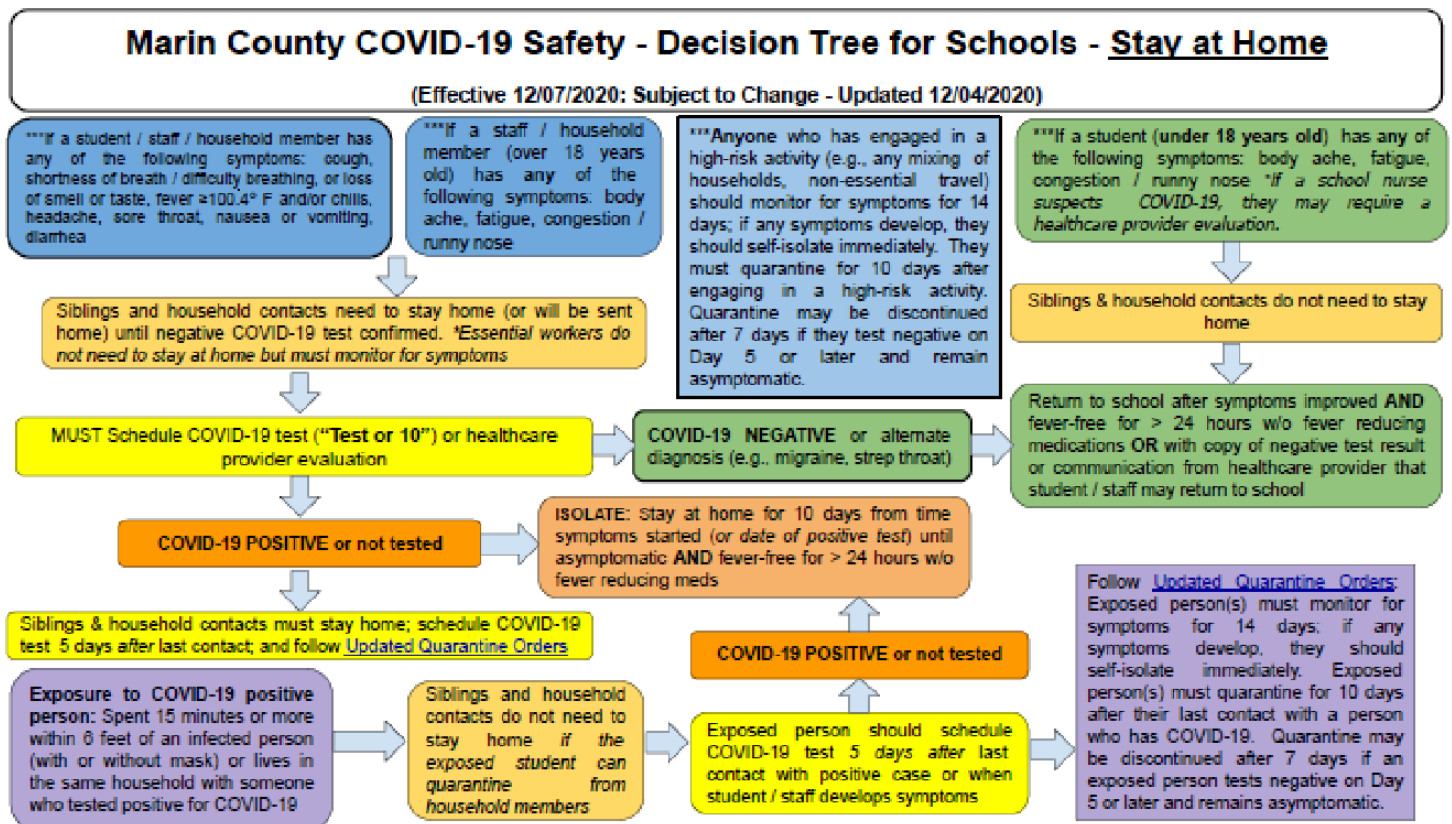 Marin County COVID-19 Safety - Decision Tree for Schools - Stay at Home
(Effective 12/07/2020: Subject to Change - Updated 12/04/2020)
***If a student / staff / household member has
any of the following symptoms: cough,
shortness of breath / difficulty breathing, or loss
of smell or taste, fever ≥100.4° F and/or chills,
headache, sore throat, nausea or vomiting,
diarrhea
***If a staff / household
member (over 18 years
old) has any of the
following symptoms: body
ache, fatigue, congestion /
runny nose
***Anyone who has engaged in a
high-risk activity (e.g., any mixing of
households, non-essential travel)
should monitor for symptoms for 14
days; if any symptoms develop, they
should self-isolate immediately. They
must quarantine for 10 days after
engaging in a high-risk activity.
Quarantine may be discontinued
after 7 days if they test negative on
Day 5 or later and remain
asymptomatic.
***If a student (under 18 years old) has any of
the following symptoms: body ache, fatigue,
congestion / runny nose *If a school nurse
suspects COVID-19, they may require a
healthcare provider evaluation.
Siblings and household contacts need to stay home (or will be sent
home) until negative COVID-19 test confirmed. *Essential workers do
not need to stay at home but must monitor for symptoms
Siblings & household contacts do not need to stay
home
MUST Schedule COVID-19 test (“Test or 10”) or healthcare
provider evaluation
COVID-19 NEGATIVE or alternate
diagnosis (e.g., migraine, strep throat)
Return to school after symptoms improved AND
fever-free for > 24 hours w/o fever reducing
medications OR with copy of negative test result
or communication from healthcare provider that
student / staff may return to school
COVID-19 POSITIVE or not tested
ISOLATE: Stay at home for 10 days from time
symptoms started (or date of positive test) until
asymptomatic AND fever-free for > 24 hours w/o
fever reducing meds
Siblings & household contacts must stay home; schedule COVID-19
test 5 days after last contact; and follow Updated Quarantine Orders
COVID-19 POSITIVE or not tested
Exposure to COVID-19 positive
person: Spent 15 minutes or more
within 6 feet of an infected person
(with or without mask) or lives in
the same household with someone
who tested positive for COVID-19
Siblings and household
contacts do not need to
stay home if the
exposed student can
quarantine from
household members
Exposed person should schedule
COVID-19 test 5 days after last
contact with positive case or when
student / staff develops symptoms
Follow Updated Quarantine Orders:
Exposed person(s) must monitor for
symptoms for 14 days; if any
symptoms develop, they should
self-isolate immediately. Exposed
person(s) must quarantine for 10 days
after their last contact with a person
who has COVID-19. Quarantine may
be discontinued after 7 days if an
exposed person tests negative on Day
5 or later and remains asymptomatic.